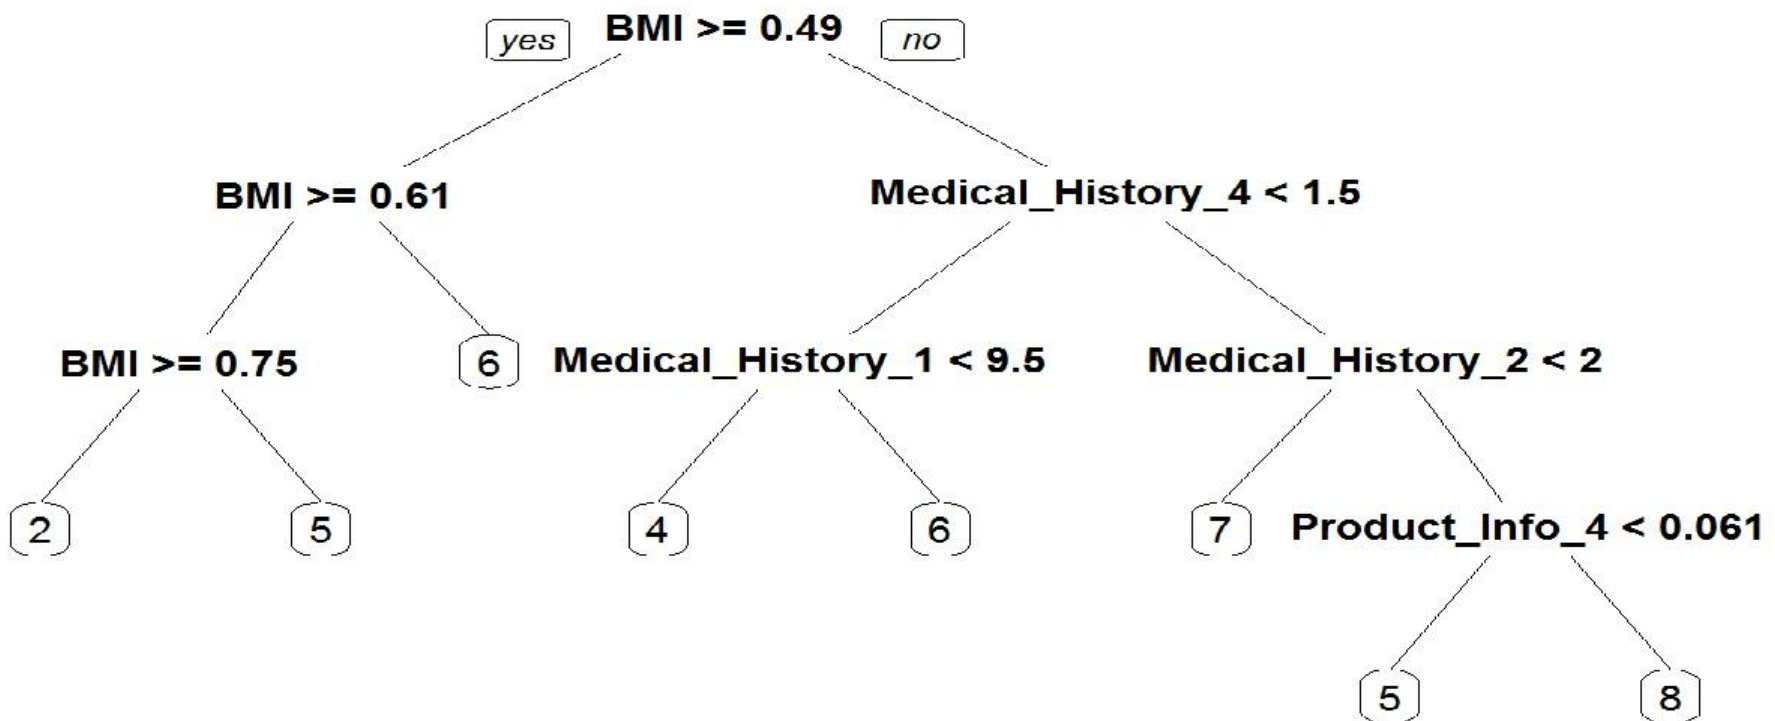 yes BMI >= 0.49 no
BMI >= 0.61 Medical_History_4 < 1.5
BMI >= 0.75 6 Medical_History_1 < 9.5 Medical_History_2 < 2
2 5 4 6 7 Product_Info_4 < 0.061
5 8